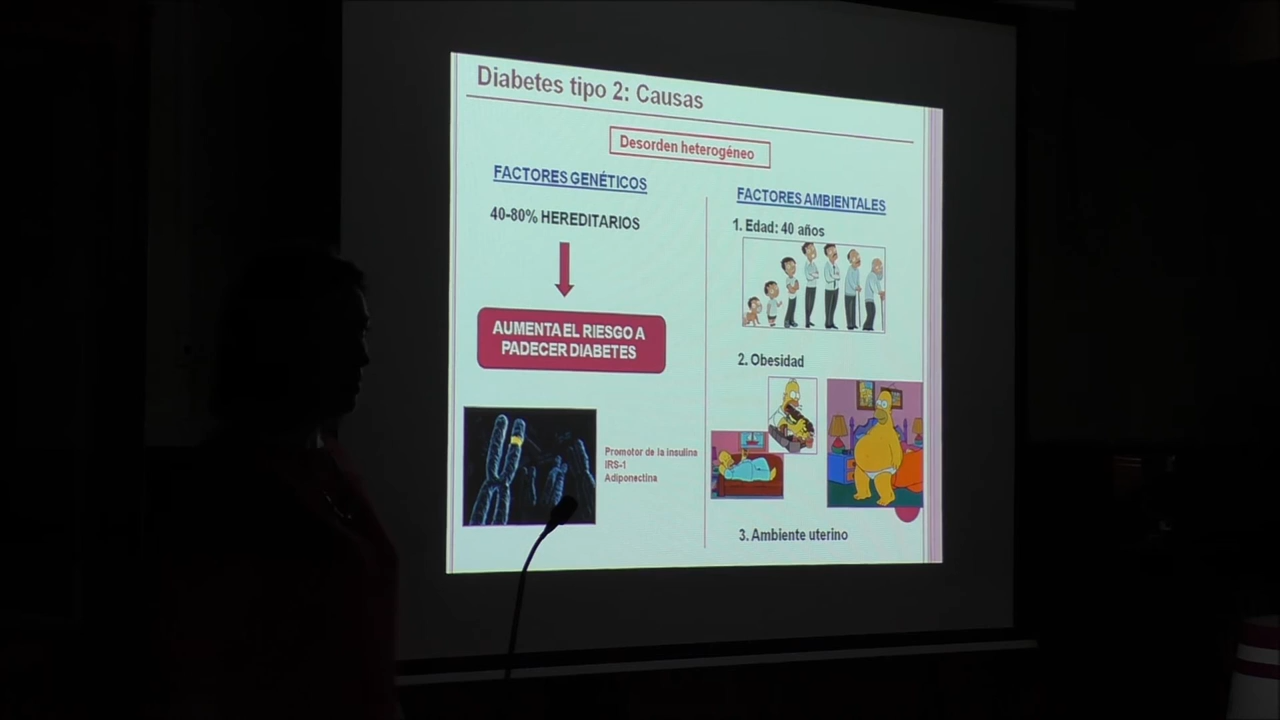 Diabetes tipo 2: Causas
Desorden heterogéneo
FACTORES GENÉTICOS
40-80% HEREDITARIOS
AUMENTA EL RIESGO A
PADECER DIABETES
Promotor de la insulina
IRS-1
Adiponectina
FACTORES AMBIENTALES
1. Edad: 40 años
2. Obesidad
3. Ambiente uterino